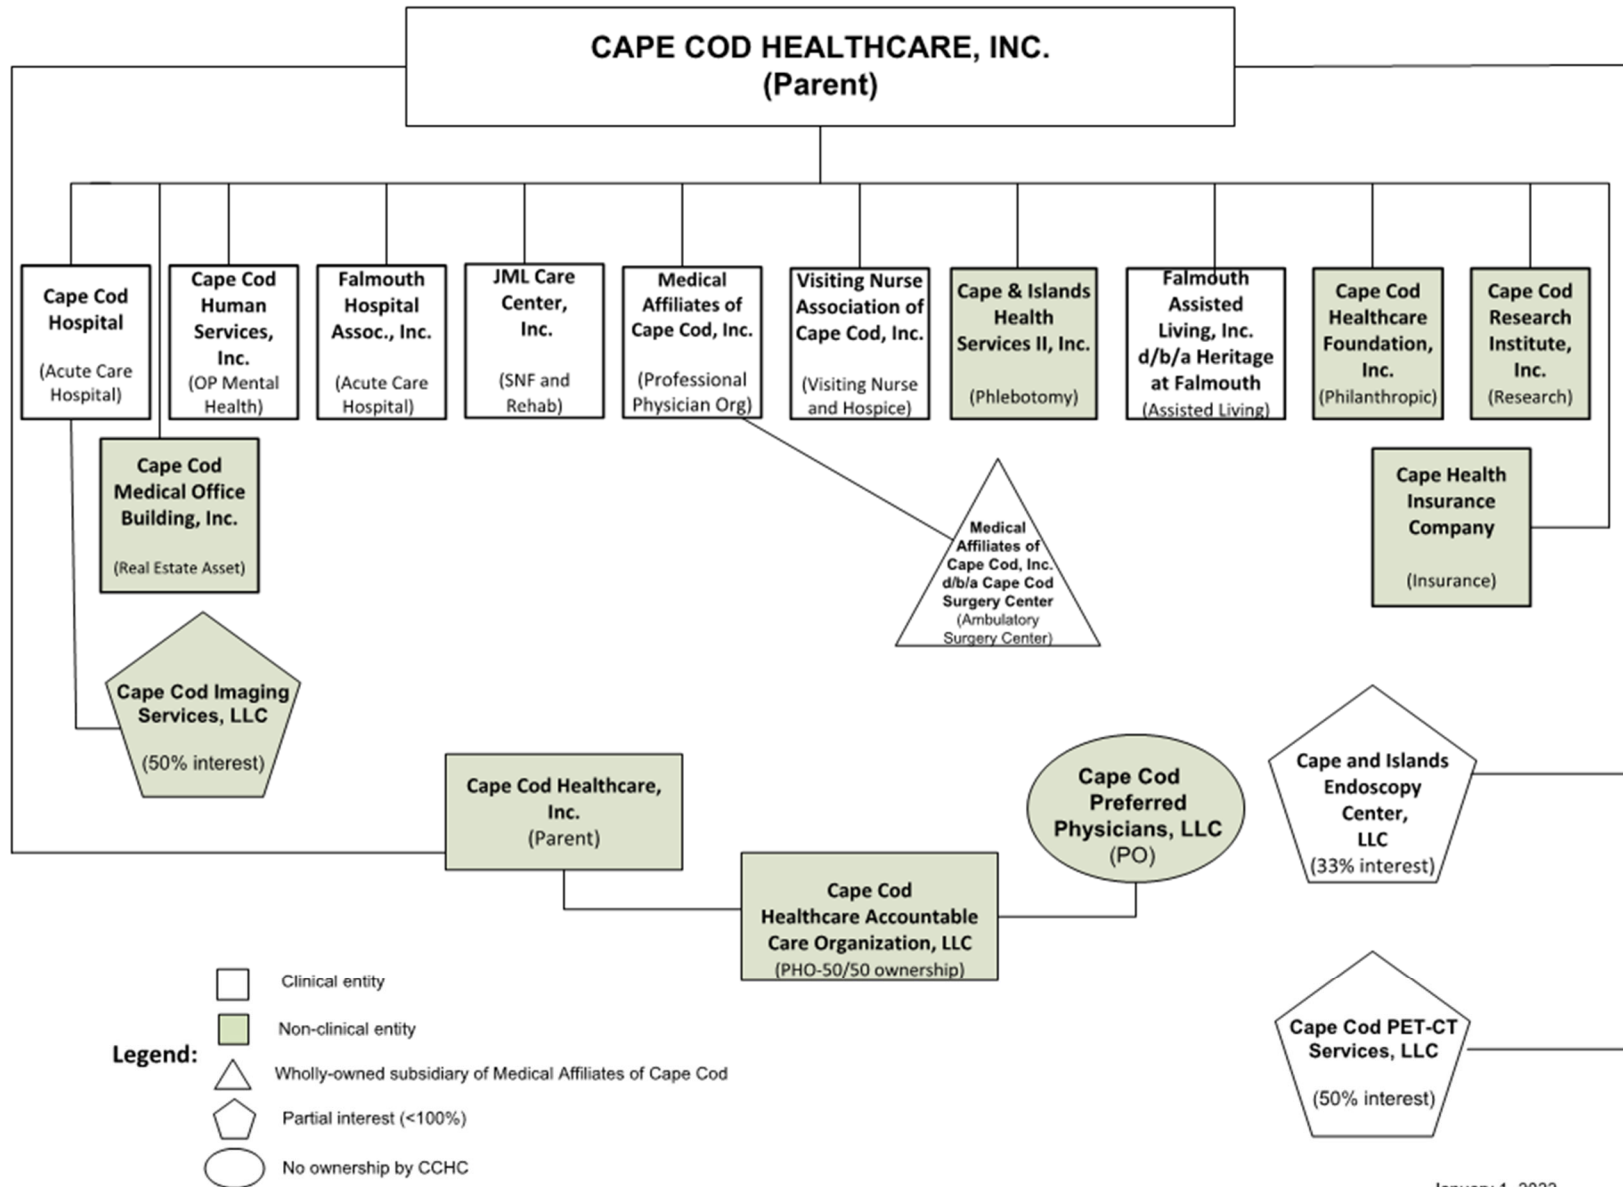 CAPE COD HEALTHCARE, INC.
(Parent)
Cape Cod
Hospital
(Acute Care
Hospital)
Cape Cod
Human
Services,
Inc.
(OP Mental
Health)
Falmouth
Hospital
Assoc., Inc.
(Acute Care
Hospital)
JML Care
Center,
Inc.
(SNF and
Rehab)
Medical
Affiliates of
Cape Cod, Inc.
(Professional
Physician Org)
Visiting Nurse
Association of
Cape Cod, Inc.
(Visiting Nurse
and Hospice)
Cape & Islands
Health
Services II, Inc.
(Phlebotomy)
Falmouth
Assisted
Living, Inc.
d/b/a Heritage
at Falmouth
(Assisted Living)
Cape Cod
Healthcare
Foundation,
Inc.
(Philanthropic)
Cape Cod
Research
Institute,
Inc.
(Research)
Cape Cod
Medical Office
Building, Inc.
(Real Estate Asset)
Medical
Affiliates of
Cape Cod, Inc.
d/b/a Cape Cod
Surgery Center
(Ambulatory
Surgery Center)
Cape Health
Insurance
Company
(Insurance)
Cape Cod Imaging
Services, LLC
(50% interest)
Cape Cod Healthcare,
Inc.
(Parent)
Cape Cod
Healthcare Accountable
Care Organization, LLC
(PHO-50/50 ownership)
Cape Cod
Preferred
Physicians, LLC
(PO)
Cape and Islands
Endoscopy
Center,
LLC
(33% interest)
Cape Cod PET-CT
Services, LLC
(50% interest)
Legend:
Clinical entity
Non-clinical entity
Wholly-owned subsidiary of Medical Affiliates of Cape Cod
Partial interest (<100%)
No ownership by CCHC